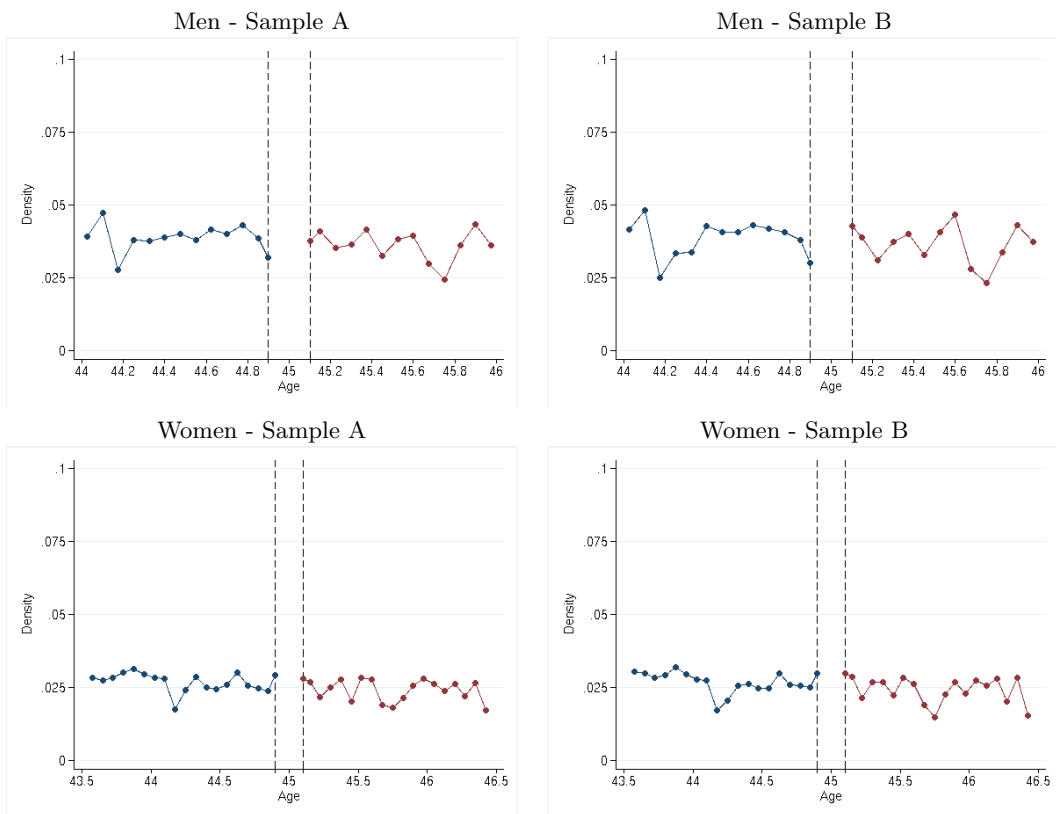 Men - Sample A
.1
.075
.05
.025
0
Density
44 44.2 44.4 44.6 44.8 45 45.2 45.4 45.6 45.8 46
Age
Men - Sample B
.1
.075
.05
.025
0
Density
44 44.2 44.4 44.6 44.8 45 45.2 45.4 45.6 45.8 46
Age
Women - Sample A
.1
.075
.05
.025
0
Density
43.5 44 44.5 45 45.5 46 46.5
Age
Women - Sample B
.1
.075
.05
.025
0
Density
43.5 44 44.5 45 45.5 46 46.5
Age